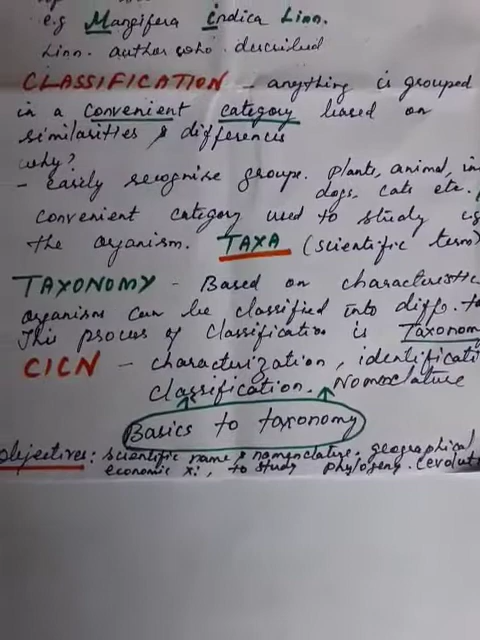 e.g Mangifera indica Linn.
Linn. author who described
CLASSIFICATION - anything is grouped
in a convenient category based on
similarities & differences
why?
- easily recognise groups. plants, animal, in
dogs, cats etc.
convenient category used to study
the organism. TAXA (scientific term)
TAXONOMY - Based on characteristic
organism can be classified into diff. ta
This process of classification is Taxonom
CICN - characterization, identificati
classification. Nomenclature
Basics to taxonomy
Objectives: scientific name & nomenclature, geographical
economic xi, to study phylogeny. (evolut